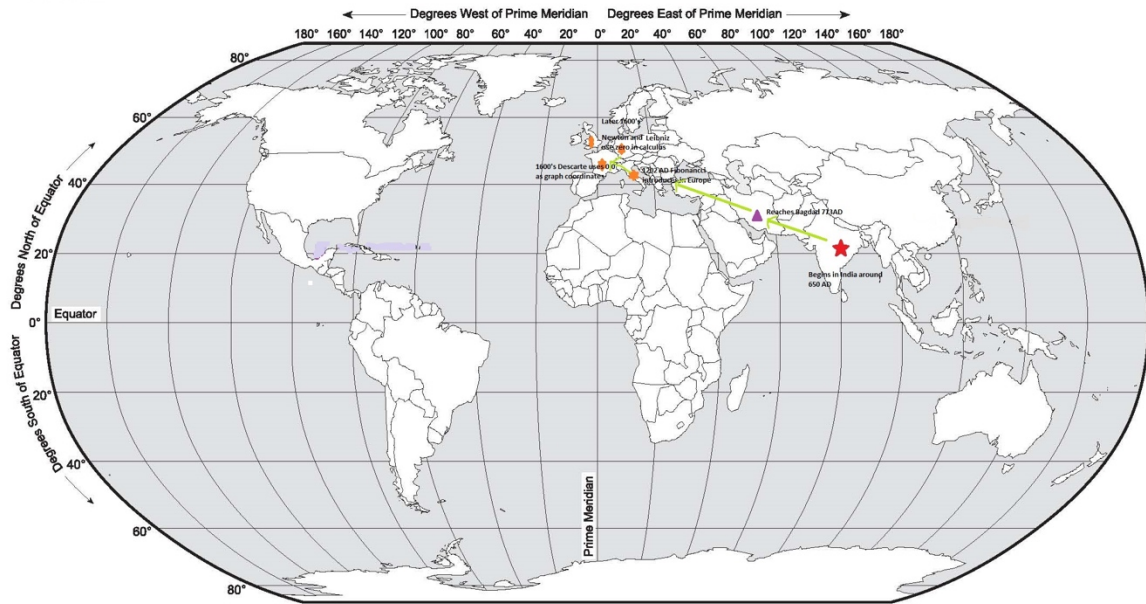 Degrees West of Prime Meridian Degrees East of Prime Meridian
180° 160° 140° 120° 100° 80° 60° 40° 20° 0° 20° 40° 60° 80° 100° 120° 140° 160° 180°
80°
60°
40°
20°
0°
20°
40°
60°
80°
Degrees North of Equator
Equator
Degrees South of Equator
Prime Meridian
Later 1600's
Newton and Leibniz
use zero in calculus
1600's Descarte uses 0,0
as graph coordinates
1202 AD Fibonancci
Introduces in Europe
Reaches Bagdad 773AD
Begins in India around
650 AD